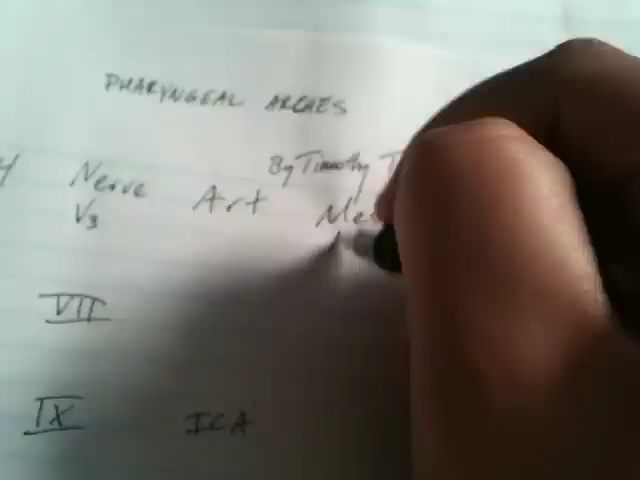 PHARYNGEAL ARCHES
By Timothy
Nerve Art
V3
VII
IX ICA